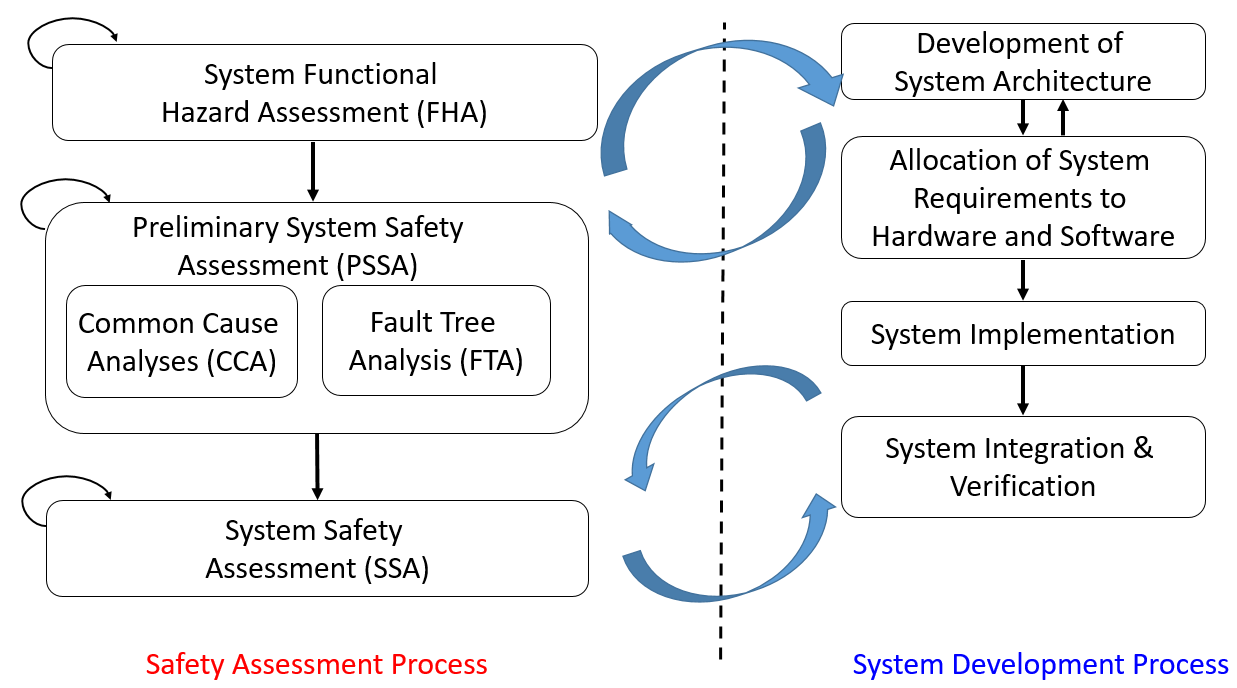 System Functional
Hazard Assessment (FHA)
Preliminary System Safety
Assessment (PSSA)
Common Cause
Analyses (CCA)
Fault Tree
Analysis (FTA)
System Safety
Assessment (SSA)
Safety Assessment Process
Development of
System Architecture
Allocation of System
Requirements to
Hardware and Software
System Implementation
System Integration &
Verification
System Development Process